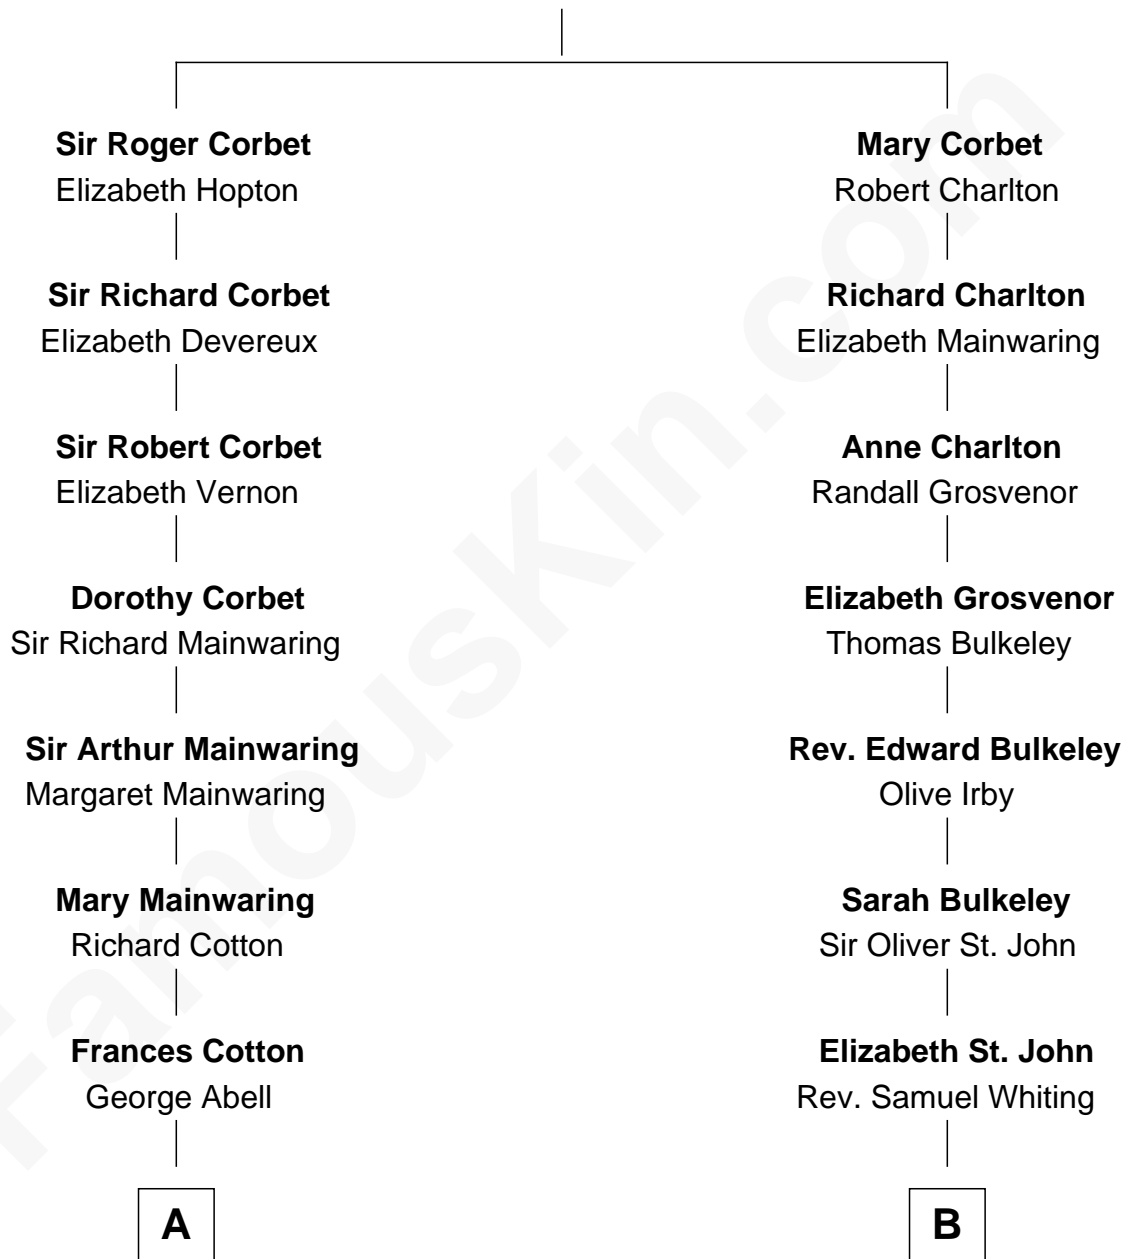 Sir Roger Corbet
Elizabeth Hopton
Sir Richard Corbet
Elizabeth Devereux
Sir Robert Corbet
Elizabeth Vernon
Dorothy Corbet
Sir Richard Mainwaring
Sir Arthur Mainwaring
Margaret Mainwaring
Mary Mainwaring
Richard Cotton
Frances Cotton
George Abell
A
Mary Corbet
Robert Charlton
Richard Charlton
Elizabeth Mainwaring
Anne Charlton
Randall Grosvenor
Elizabeth Grosvenor
Thomas Bulkeley
Rev. Edward Bulkeley
Olive Irby
Sarah Bulkeley
Sir Oliver St. John
Elizabeth St. John
Rev. Samuel Whiting
B
FamousKin.com